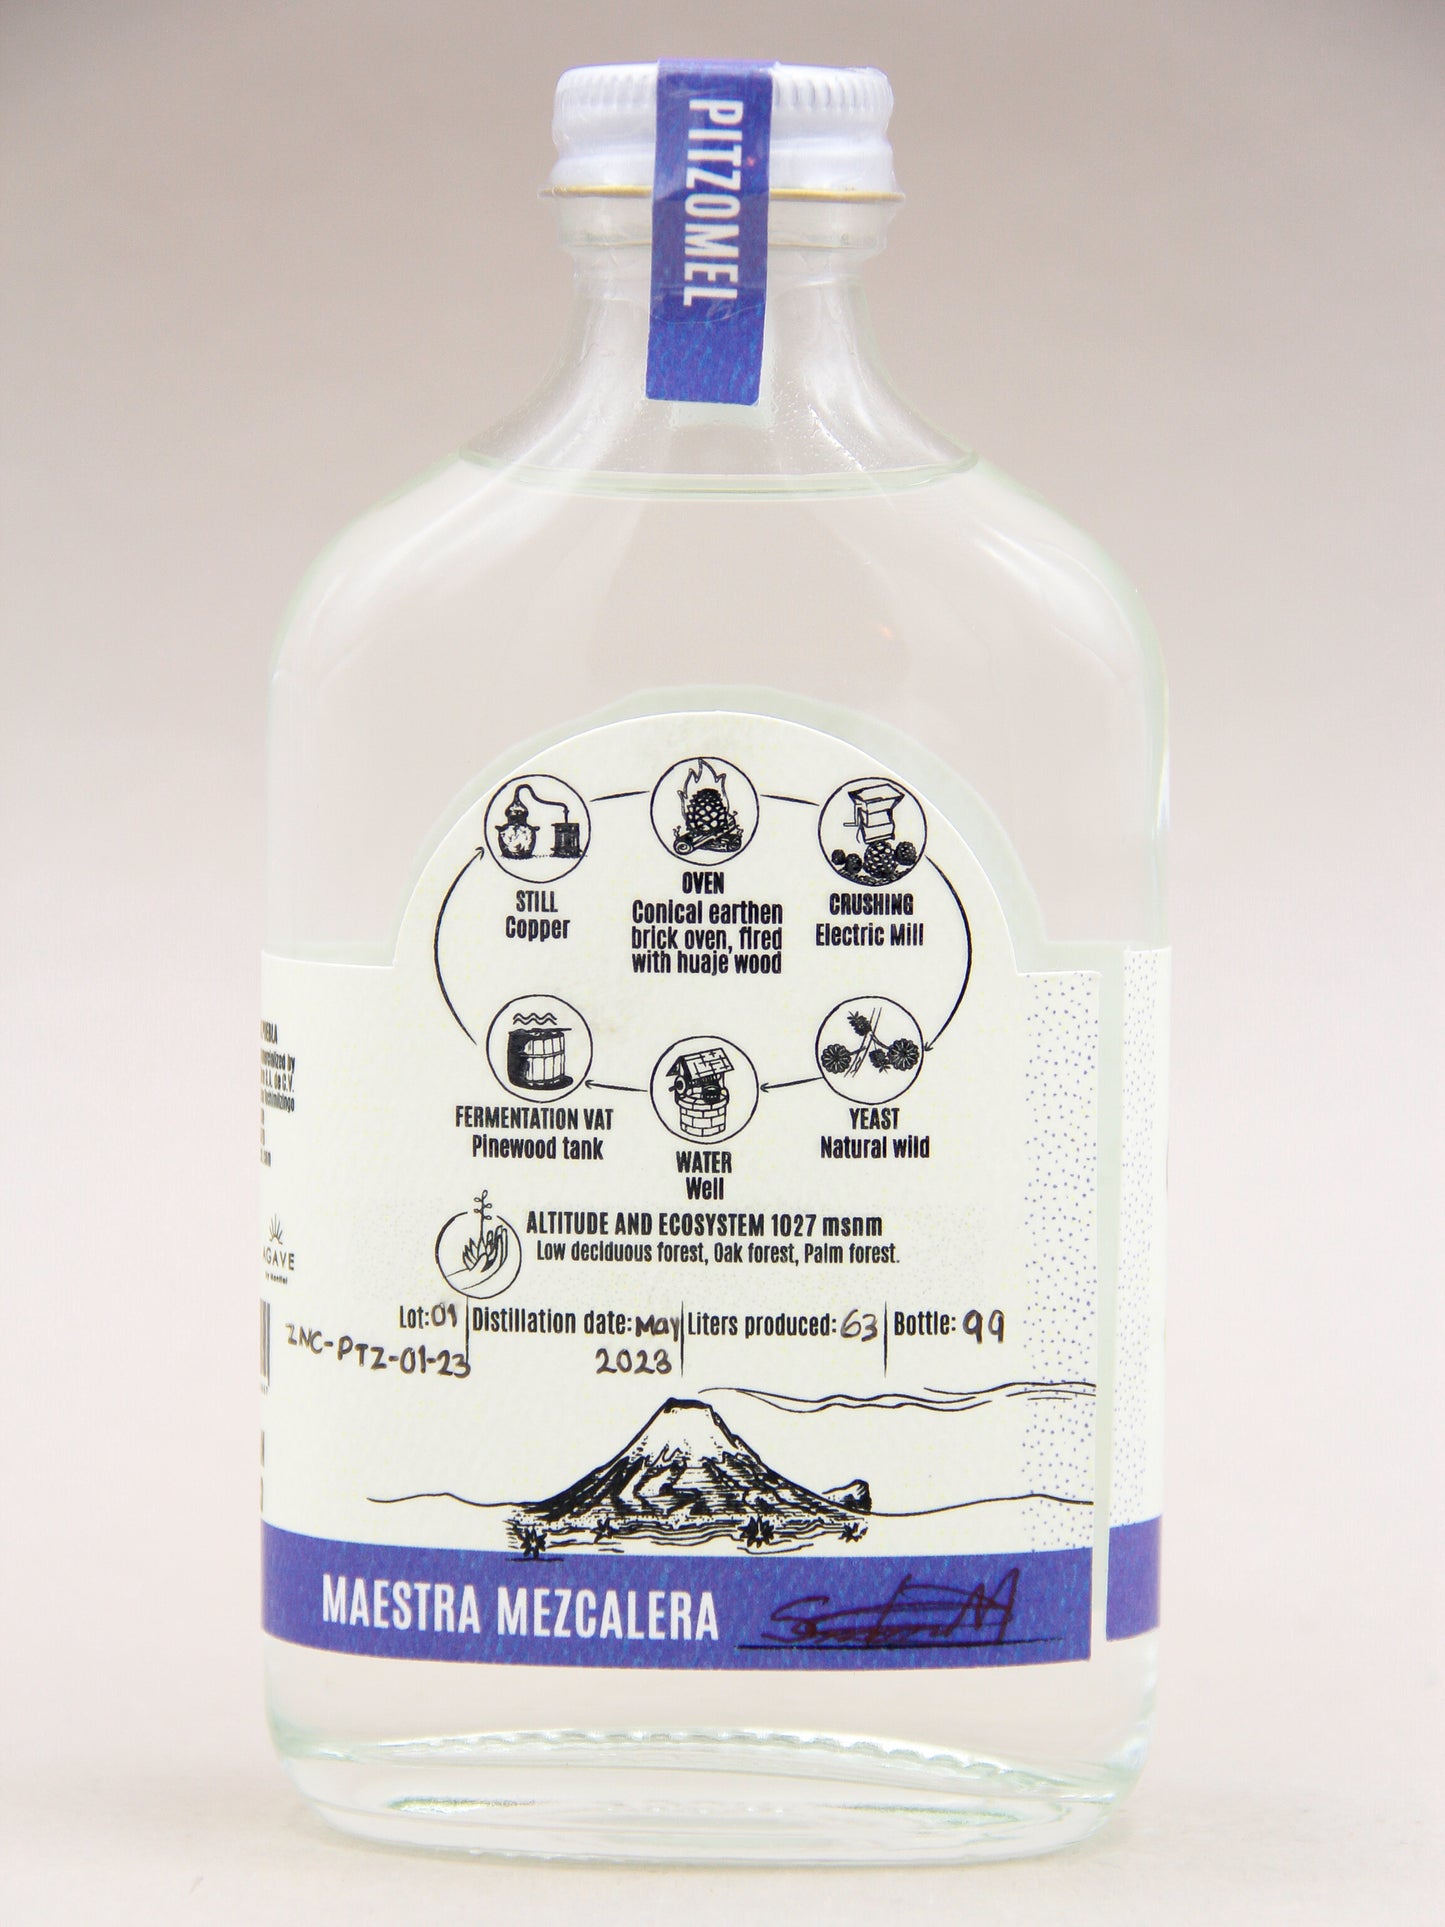 PITZOMEL
STILL
Copper
OVEN
Conical earthen
brick oven, fired
with huaje wood
CRUSHING
Electric Mill
FERMENTATION VAT
Pinewood tank
WATER
Well
YEAST
Natural wild
ALTITUDE AND ECOSYSTEM 1027 msnm
Low deciduous forest, Oak forest, Palm forest.
Lot: 01 Distillation date: May Liters produced: 63 Bottle: 99
ZNC-PTZ-01-23 2023
AGAVE
MAESTRA MEZCALERA